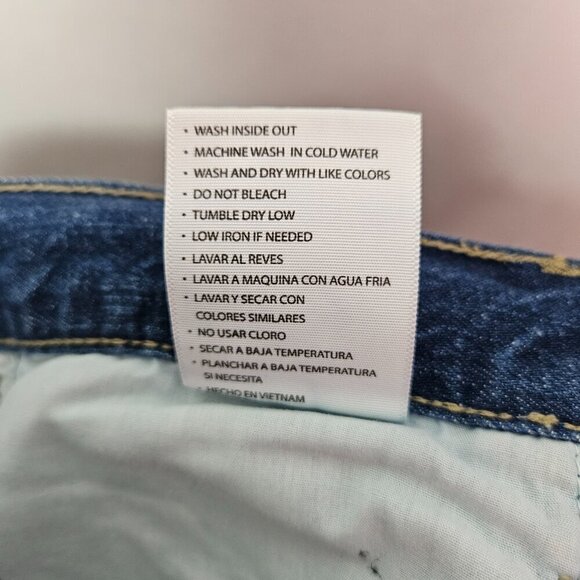 • WASH INSIDE OUT
• MACHINE WASH IN COLD WATER
• WASH AND DRY WITH LIKE COLORS
• DO NOT BLEACH
• TUMBLE DRY LOW
• LOW IRON IF NEEDED
• LAVAR AL REVES
• LAVAR A MAQUINA CON AGUA FRIA
• LAVAR Y SECAR CON
COLORES SIMILARES
• NO USAR CLORO
• SECAR A BAJA TEMPERATURA
• PLANCHAR A BAJA TEMPERATURA
SI NECESITA
• HECHO EN VIETNAM